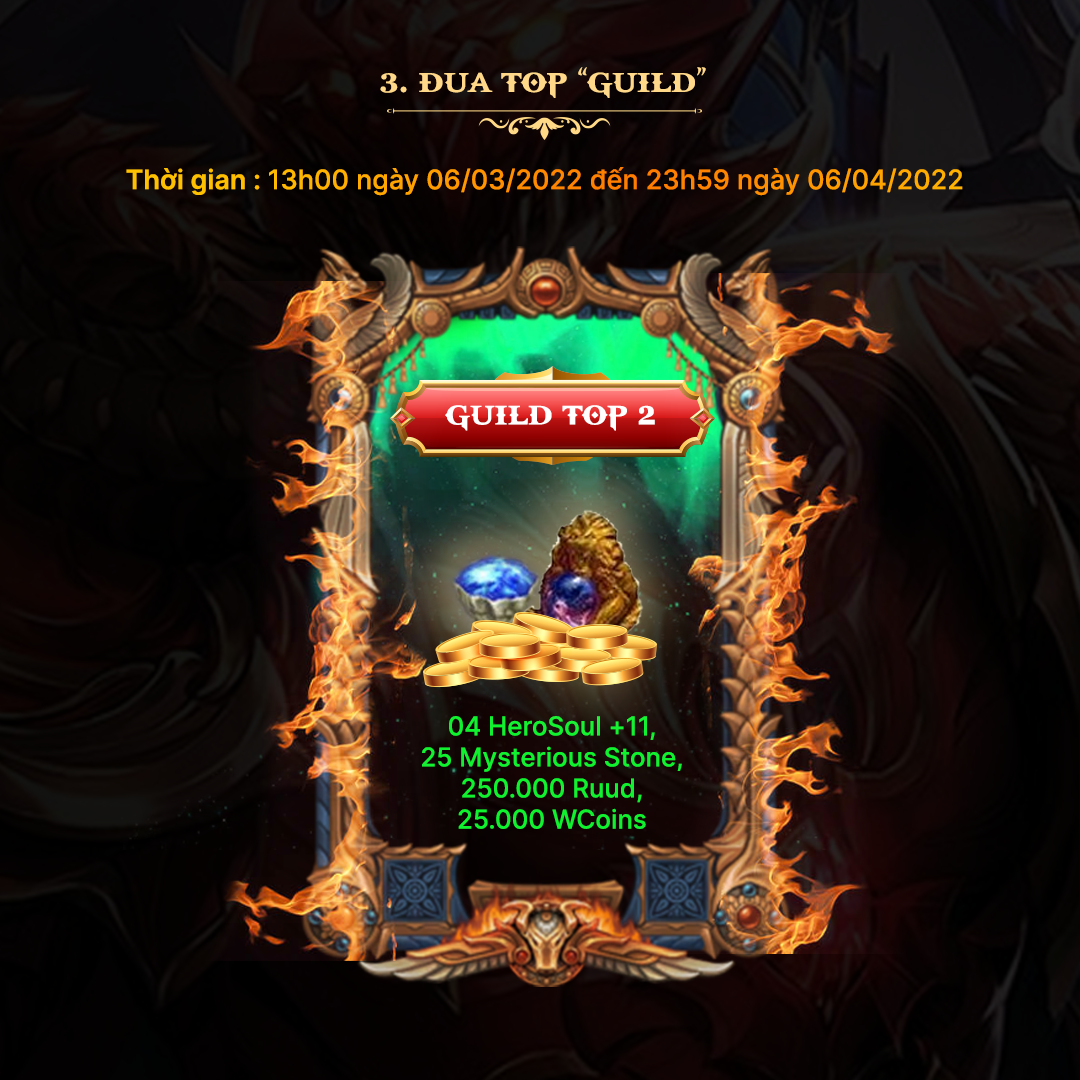 3. ĐUA TOP “GUILD”
Thời gian : 13h00 ngày 06/03/2022 đến 23h59 ngày 06/04/2022
GUILD TOP 2
04 HeroSoul +11,
25 Mysterious Stone,
250.000 Ruud,
25.000 WCoins